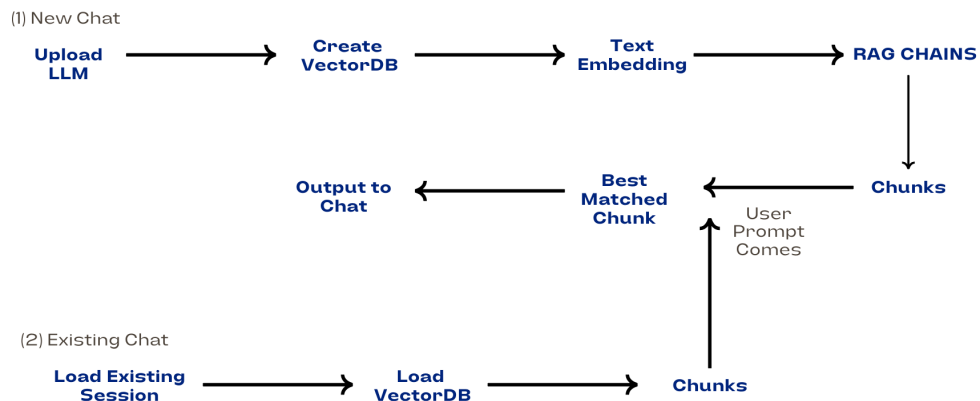 (1) New Chat
Upload
LLM
Create
VectorDB
Text
Embedding
RAG CHAINS
Output to
Chat
Best
Matched
Chunk
Chunks
User
Prompt
Comes
(2) Existing Chat
Load Existing
Session
Load
VectorDB
Chunks